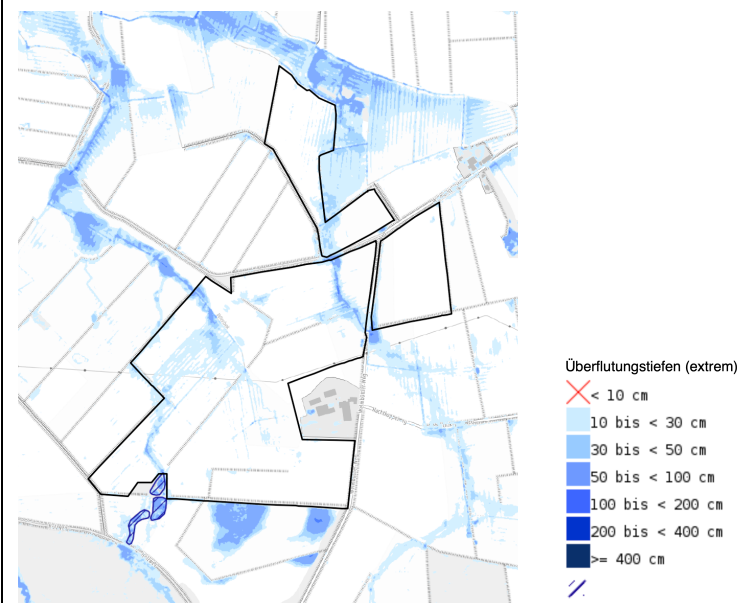 Überflutungstiefen (extrem)
< 10 cm
10 bis < 30 cm
30 bis < 50 cm
50 bis < 100 cm
100 bis < 200 cm
200 bis < 400 cm
>= 400 cm